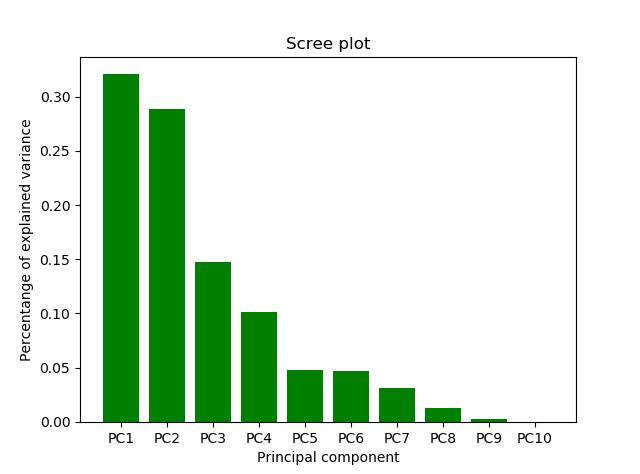 Scree plot
Percentange of explained variance
0.30
0.25
0.20
0.15
0.10
0.05
0.00
PC1 PC2 PC3 PC4 PC5 PC6 PC7 PC8 PC9 PC10
Principal component